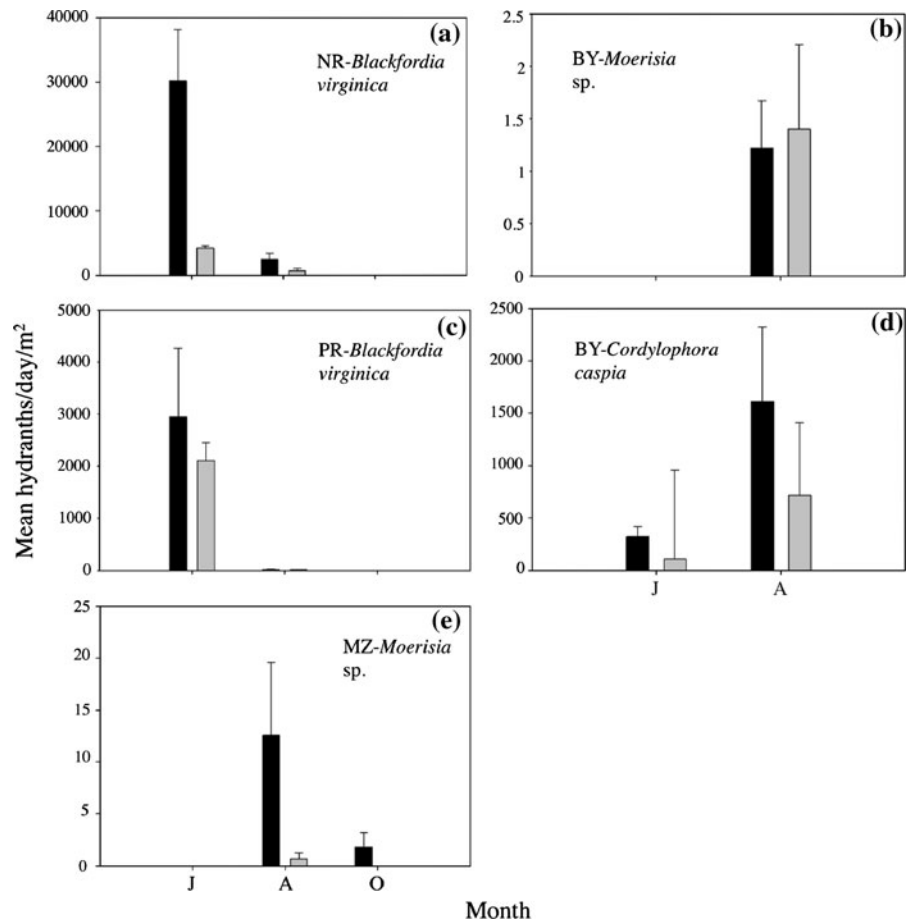 Mean hydranths/day/m²
(a)
NR-Blackfordia
virginica
40000
30000
20000
10000
0
(b)
BY-Moerisia
sp.
2.5
2
1.5
1
0.5
0
(c)
PR-Blackfordia
virginica
5000
4000
3000
2000
1000
0
(d)
BY-Cordylophora
caspia
2500
2000
1500
1000
500
0
J A
(e)
MZ-Moerisia
sp.
25
20
15
10
5
0
J A O
Month